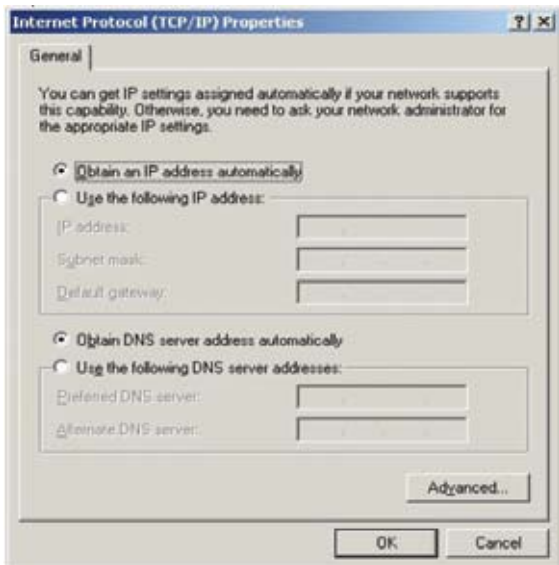 Internet Protocol (TCP/IP) Properties
General
You can get IP settings assigned automatically if your network supports
this capability. Otherwise, you need to ask your network administrator for
the appropriate IP settings.
Obtain an IP address automatically
Use the following IP address:
IP address:
Subnet mask:
Default gateway:
Obtain DNS server address automatically
Use the following DNS server addresses:
Preferred DNS server:
Alternate DNS server:
Advanced...
OK
Cancel